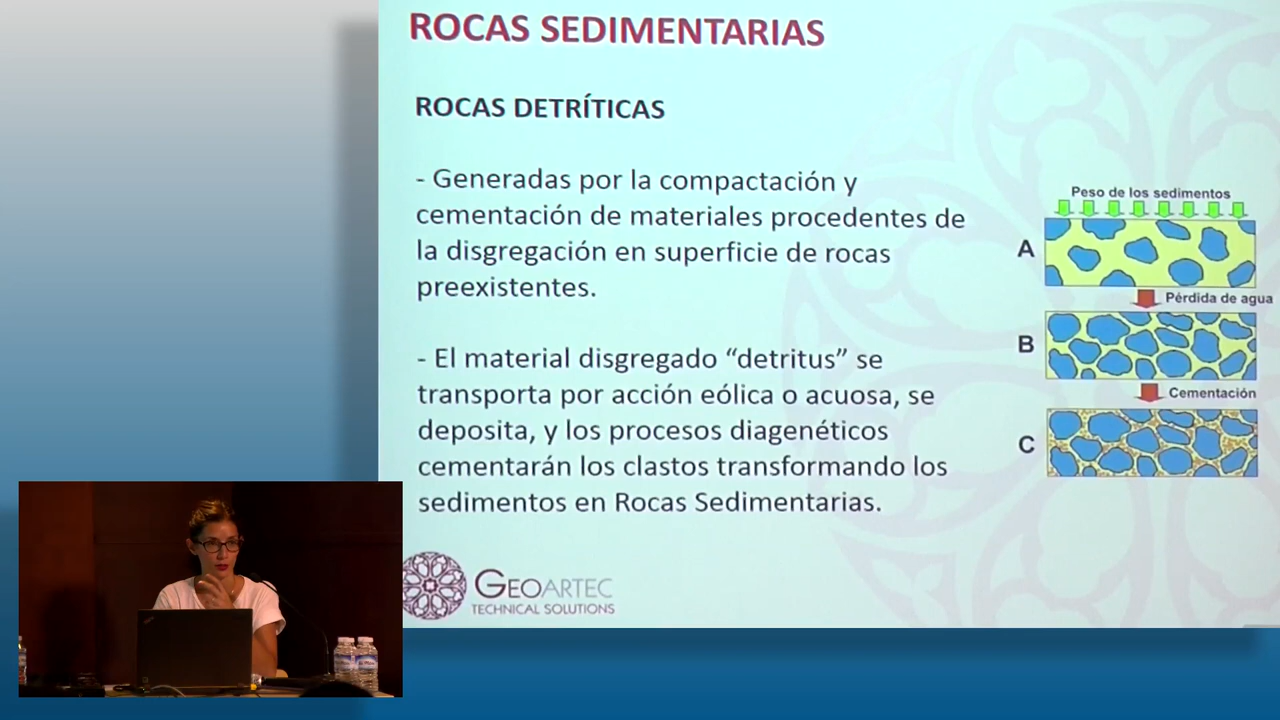 ROCAS SEDIMENTARIAS
ROCAS DETRÍTICAS
- Generadas por la compactación y
cementación de materiales procedentes de
la disgregación en superficie de rocas
preexistentes.
- El material disgregado “detritus” se
transporta por acción eólica o acuosa, se
deposita, y los procesos diagenéticos
cementarán los clastos transformando los
sedimentos en Rocas Sedimentarias.
Peso de los sedimentos
A
Pérdida de agua
B
Cementación
C
GEOARTEC
TECHNICAL SOLUTIONS